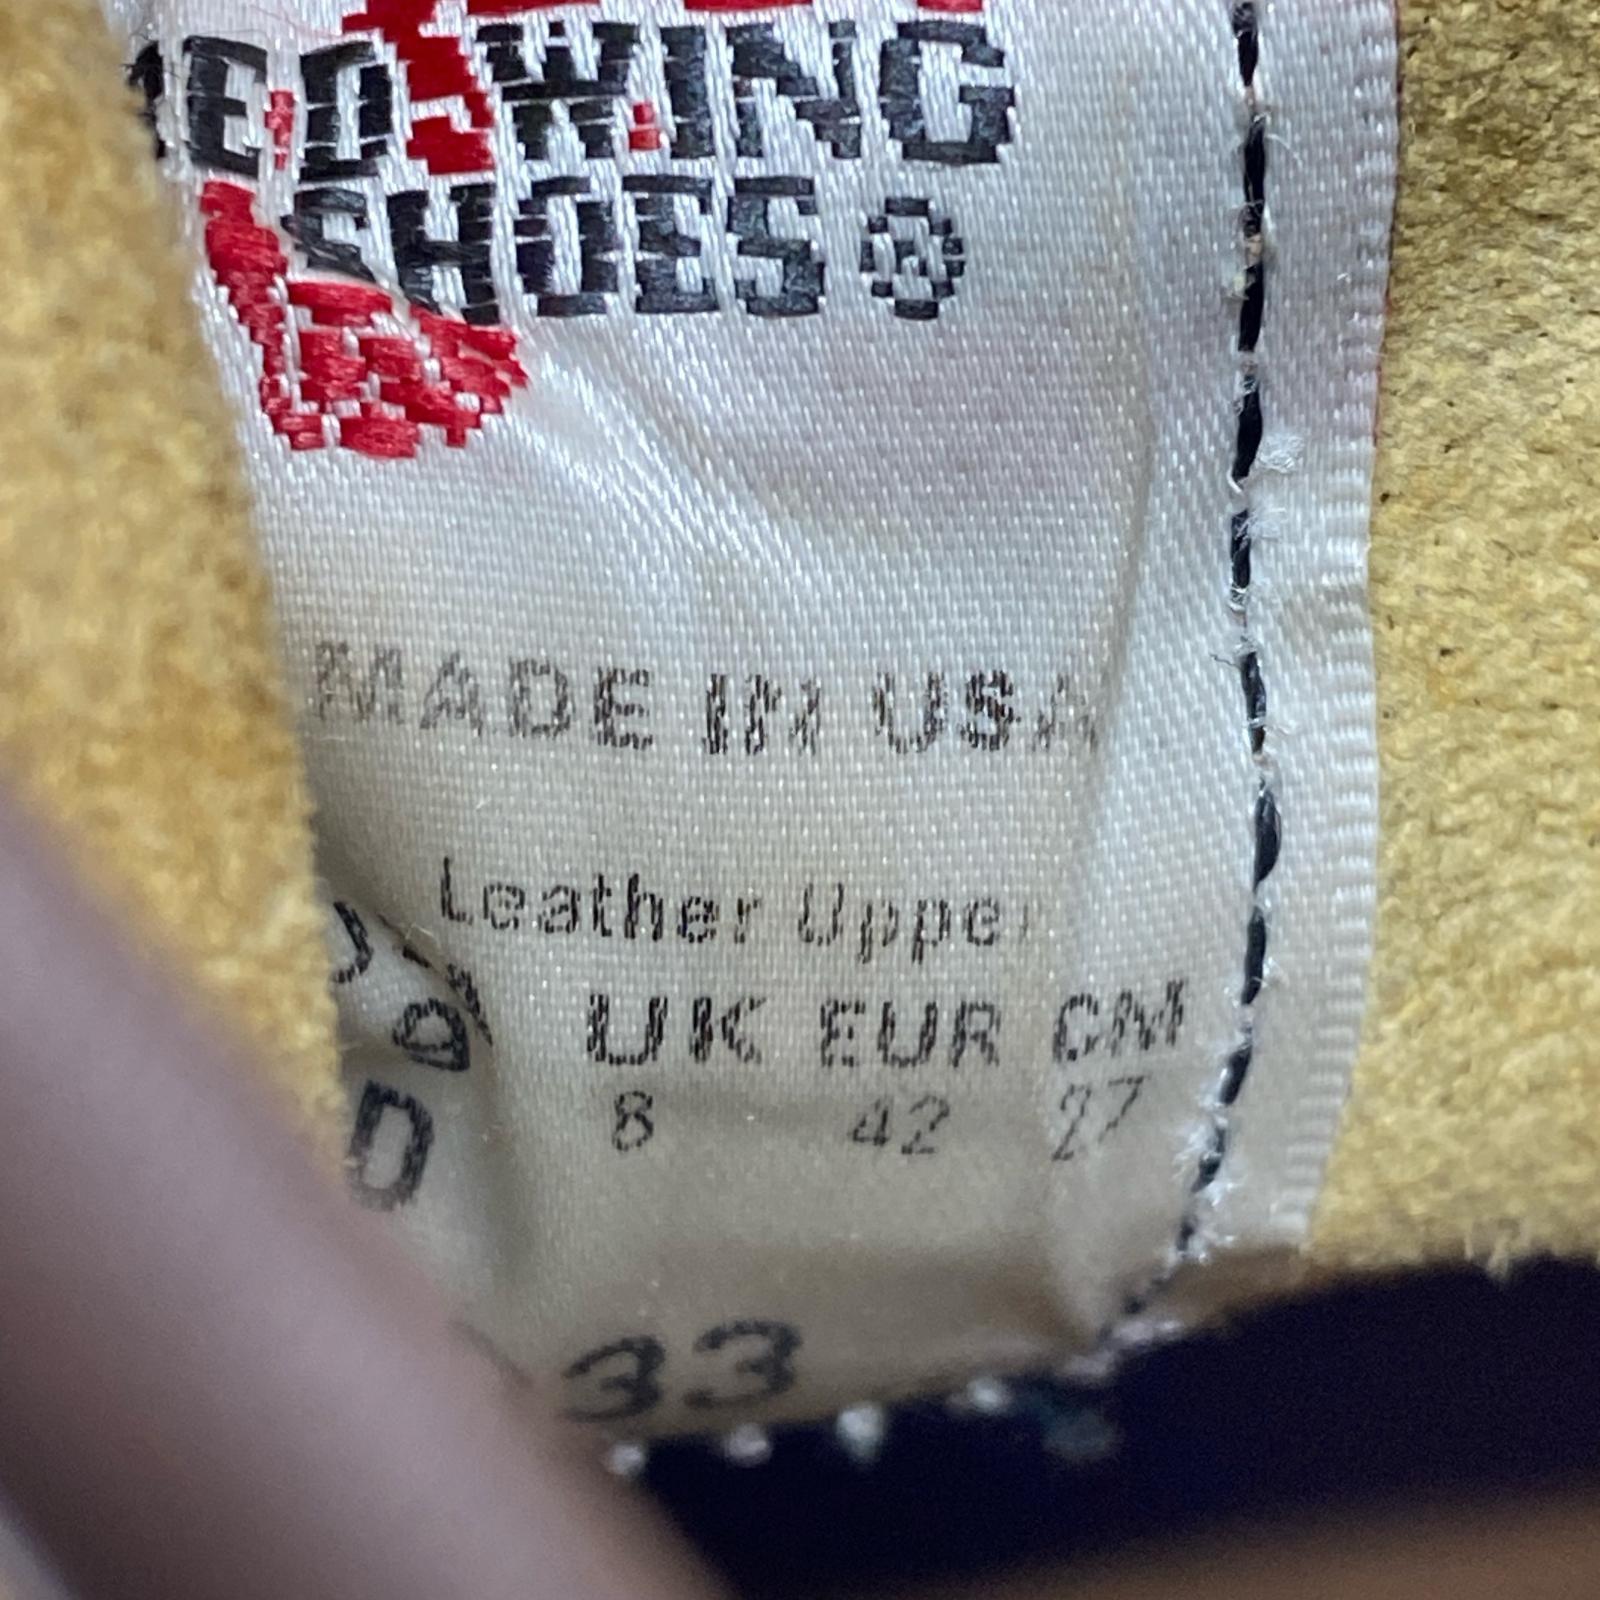 RED WING
SHOES®
MADE IN USA
Leather Upper
UK EUR CM
9 8 42 27
D
33